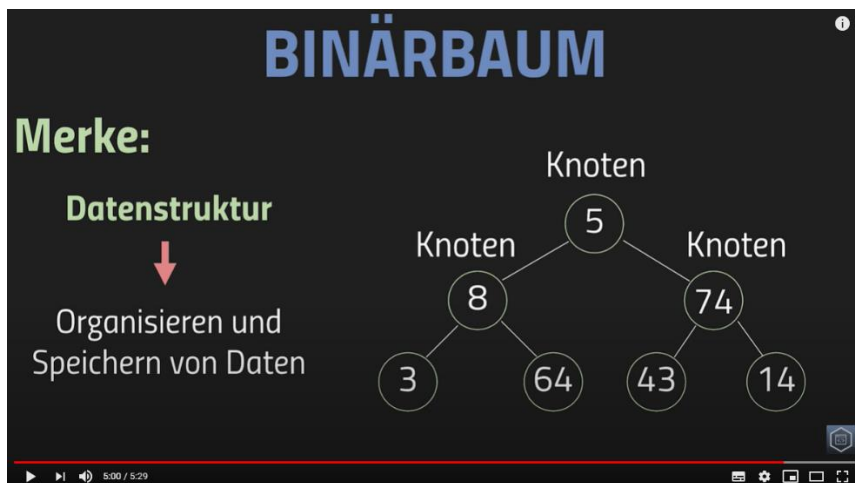 BINÄRBAUM
Merke:
Datenstruktur
Organisieren und
Speichern von Daten
Knoten
5
Knoten
Knoten
8
74
3
64
43
14
5:00 / 5:29